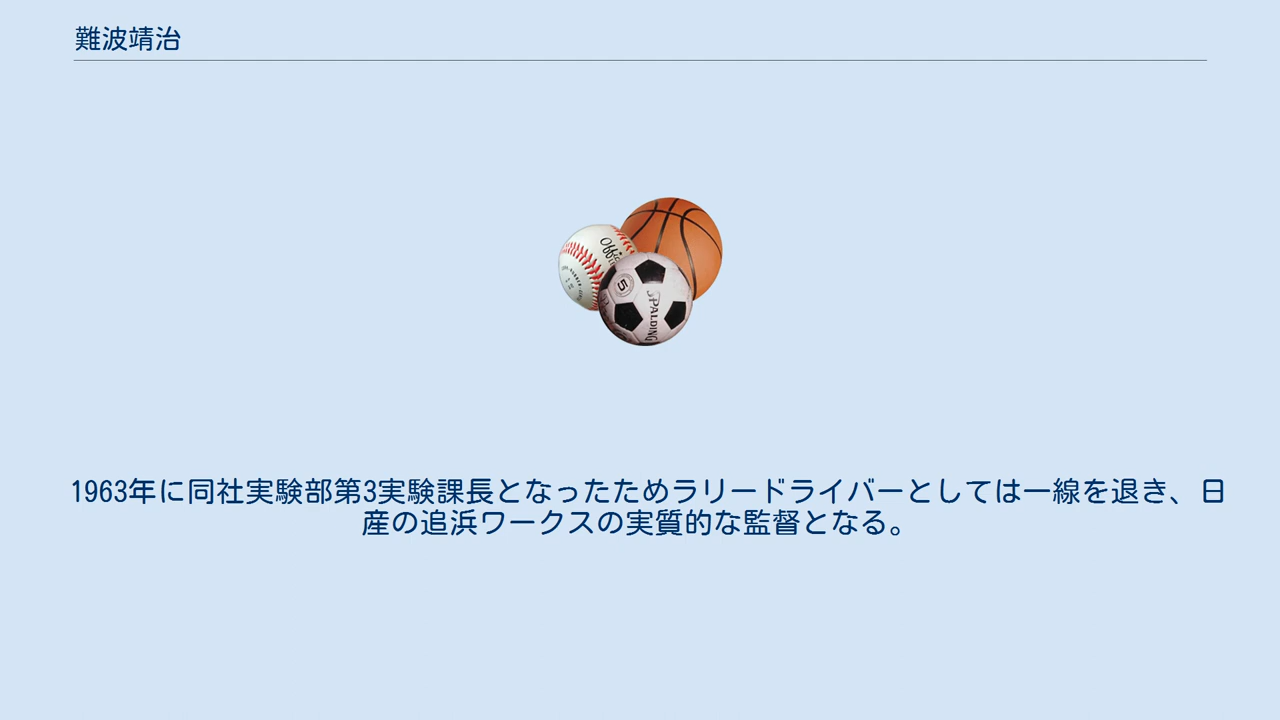 難波靖治
Offi
5
SPALDING
1963年に同社実験部第3実験課長となったためラリードライバーとしては一線を退き、日
産の追浜ワークスの実質的な監督となる。